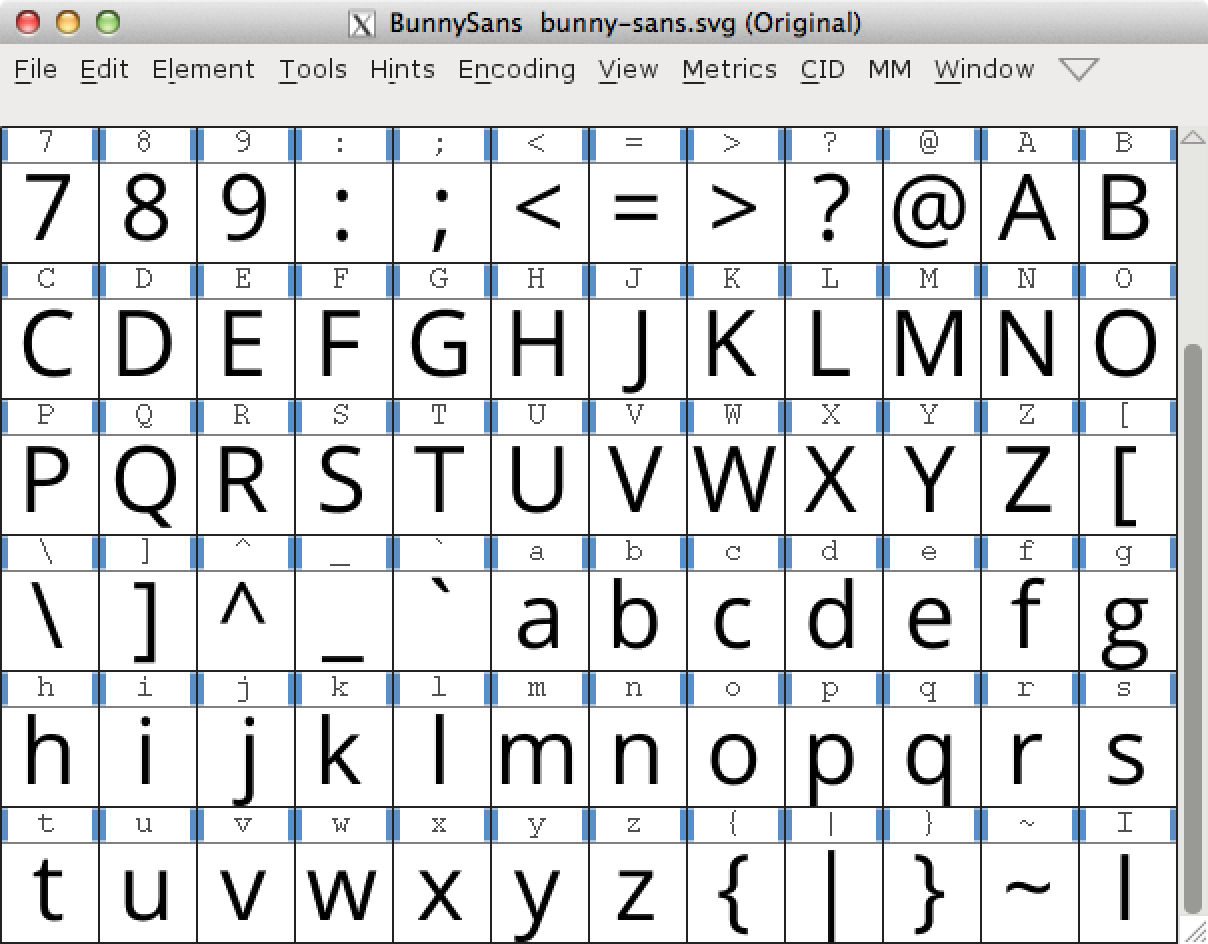 BunnySans bunny-sans.svg (Original)
File Edit Element Tools Hints Encoding View Metrics CID MM Window
7 8 9 : ; < = > ? @ A B
7 8 9 : ; < = > ? @ A B
C D E F G H J K L M N O
C D E F G H J K L M N O
P Q R S T U V W X Y Z [
P Q R S T U V W X Y Z [
\ ] ^ _ ` a b c d e f g
\ ] ^ _ ` a b c d e f g
h i j k l m n o p q r s
h i j k l m n o p q r s
t u v w x y z { | } ~ I
t u v w x y z { | } ~ I